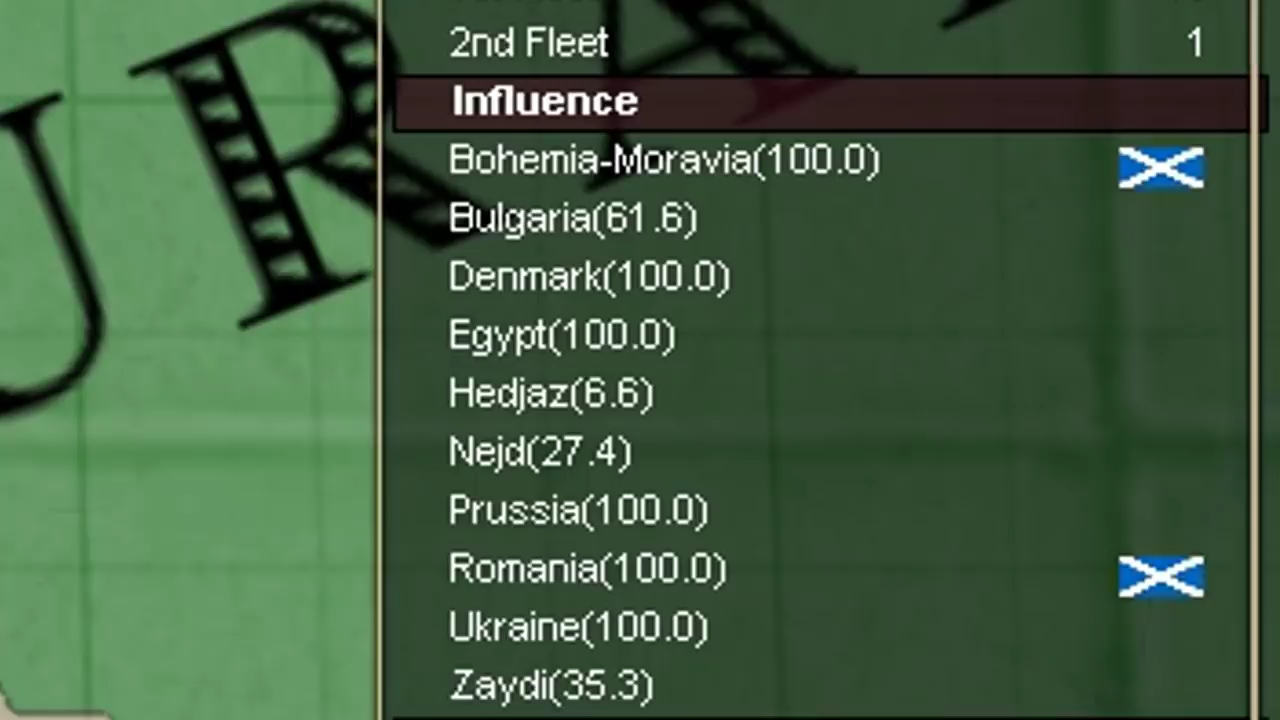 2nd Fleet 1
Influence
Bohemia-Moravia(100.0)
Bulgaria(61.6)
Denmark(100.0)
Egypt(100.0)
Hedjaz(6.6)
Nejd(27.4)
Prussia(100.0)
Romania(100.0)
Ukraine(100.0)
Zaydi(35.3)